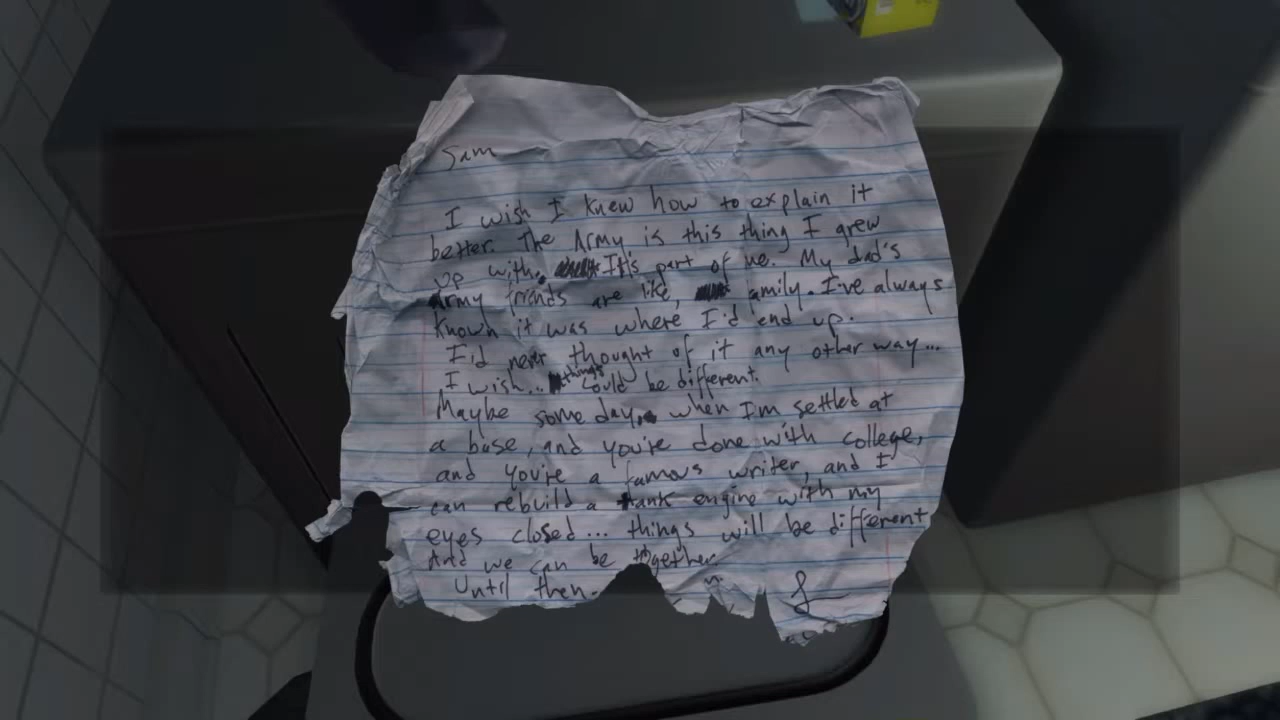 Sam
I wish I knew how to explain it
better. The Army is this thing I grew
up with. It's part of me. My dad's
Army friends are like, amily. I've always
known it was where I'd end up.
I'd never thought of it any other way...
I wish... things could be different.
Maybe some day, when I'm settled at
a base, and you're done with college,
and you're a famous writer, and I
can rebuild a tank engine with my
eyes closed... things will be different
And we can be together.
Until then.
L